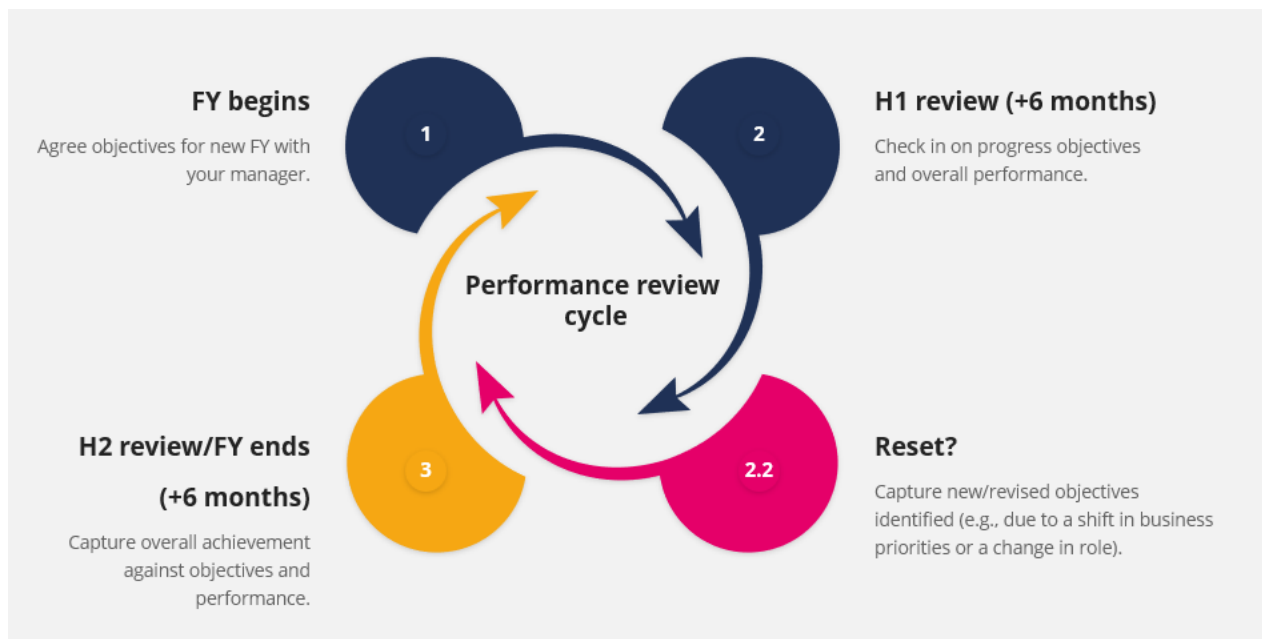 FY begins
Agree objectives for new FY with
your manager.
1
2
H1 review (+6 months)
Check in on progress objectives
and overall performance.
Performance review
cycle
H2 review/FY ends
(+6 months)
Capture overall achievement
against objectives and
performance.
3
2.2
Reset?
Capture new/revised objectives
identified (e.g., due to a shift in business
priorities or a change in role).